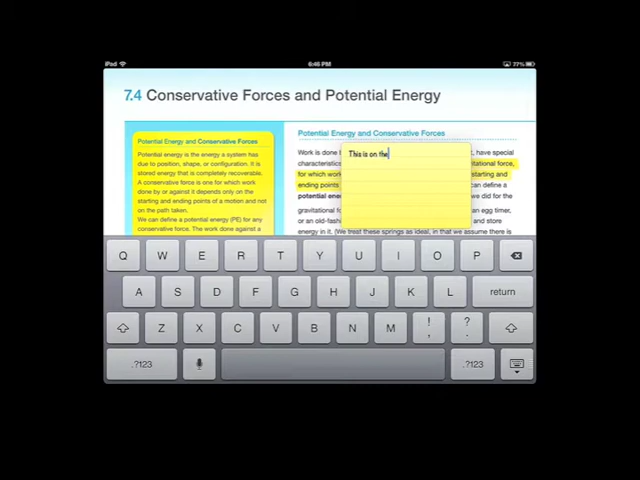 iPad 6:46 PM 77%
7.4 Conservative Forces and Potential Energy
Potential Energy and Conservative Forces
Potential energy is the energy a system has
due to position, shape, or configuration. It is
stored energy that is completely recoverable.
A conservative force is one for which work
done by or against it depends only on the
starting and ending points of a motion and not
on the path taken.
We can define a potential energy (PE) for any
conservative force. The work done against a
Potential Energy and Conservative Forces
Work is done , have special
characteristics itational force,
for which work starting and
ending points can define a
potential ene we did for the
gravitational f an egg timer,
or an old-fash and store
energy in it. (We treat these springs as ideal, in that we assume there is
This is on the
Q W E R T Y U I O P
A S D F G H J K L return
Z X C V B N M ! , ? .
.?123 .?123